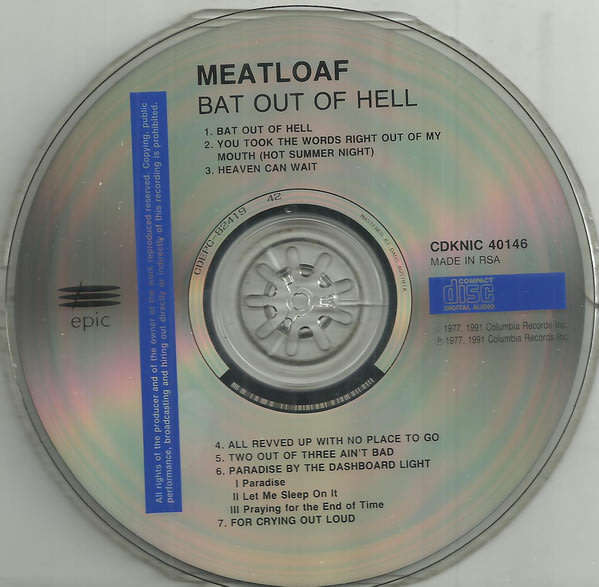 MEATLOAF
BAT OUT OF HELL
1. BAT OUT OF HELL
2. YOU TOOK THE WORDS RIGHT OUT OF MY
MOUTH (HOT SUMMER NIGHT)
3. HEAVEN CAN WAIT
All rights of the producer and of the owner of the work reproduced reserved. Copying, public
performance, broadcasting and hiring out directly or indirectly of this recording is prohibited.
epic
CDEPC-82419 42
CDKNIC 40146
MADE IN RSA
COMPACT
disc
DIGITAL AUDIO
© 1977, 1991 Columbia Records Inc.
℗ 1977, 1991 Columbia Records Inc.
4. ALL REVVED UP WITH NO PLACE TO GO
5. TWO OUT OF THREE AIN'T BAD
6. PARADISE BY THE DASHBOARD LIGHT
I Paradise
II Let Me Sleep On It
III Praying for the End of Time
7. FOR CRYING OUT LOUD